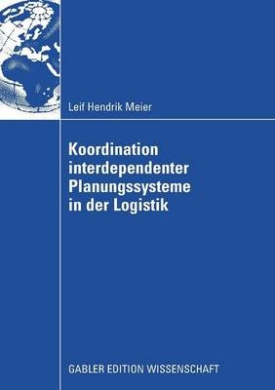 Leif Hendrik Meier
Koordination
interdependenter
Planungssysteme
in der Logistik
GABLER EDITION WISSENSCHAFT